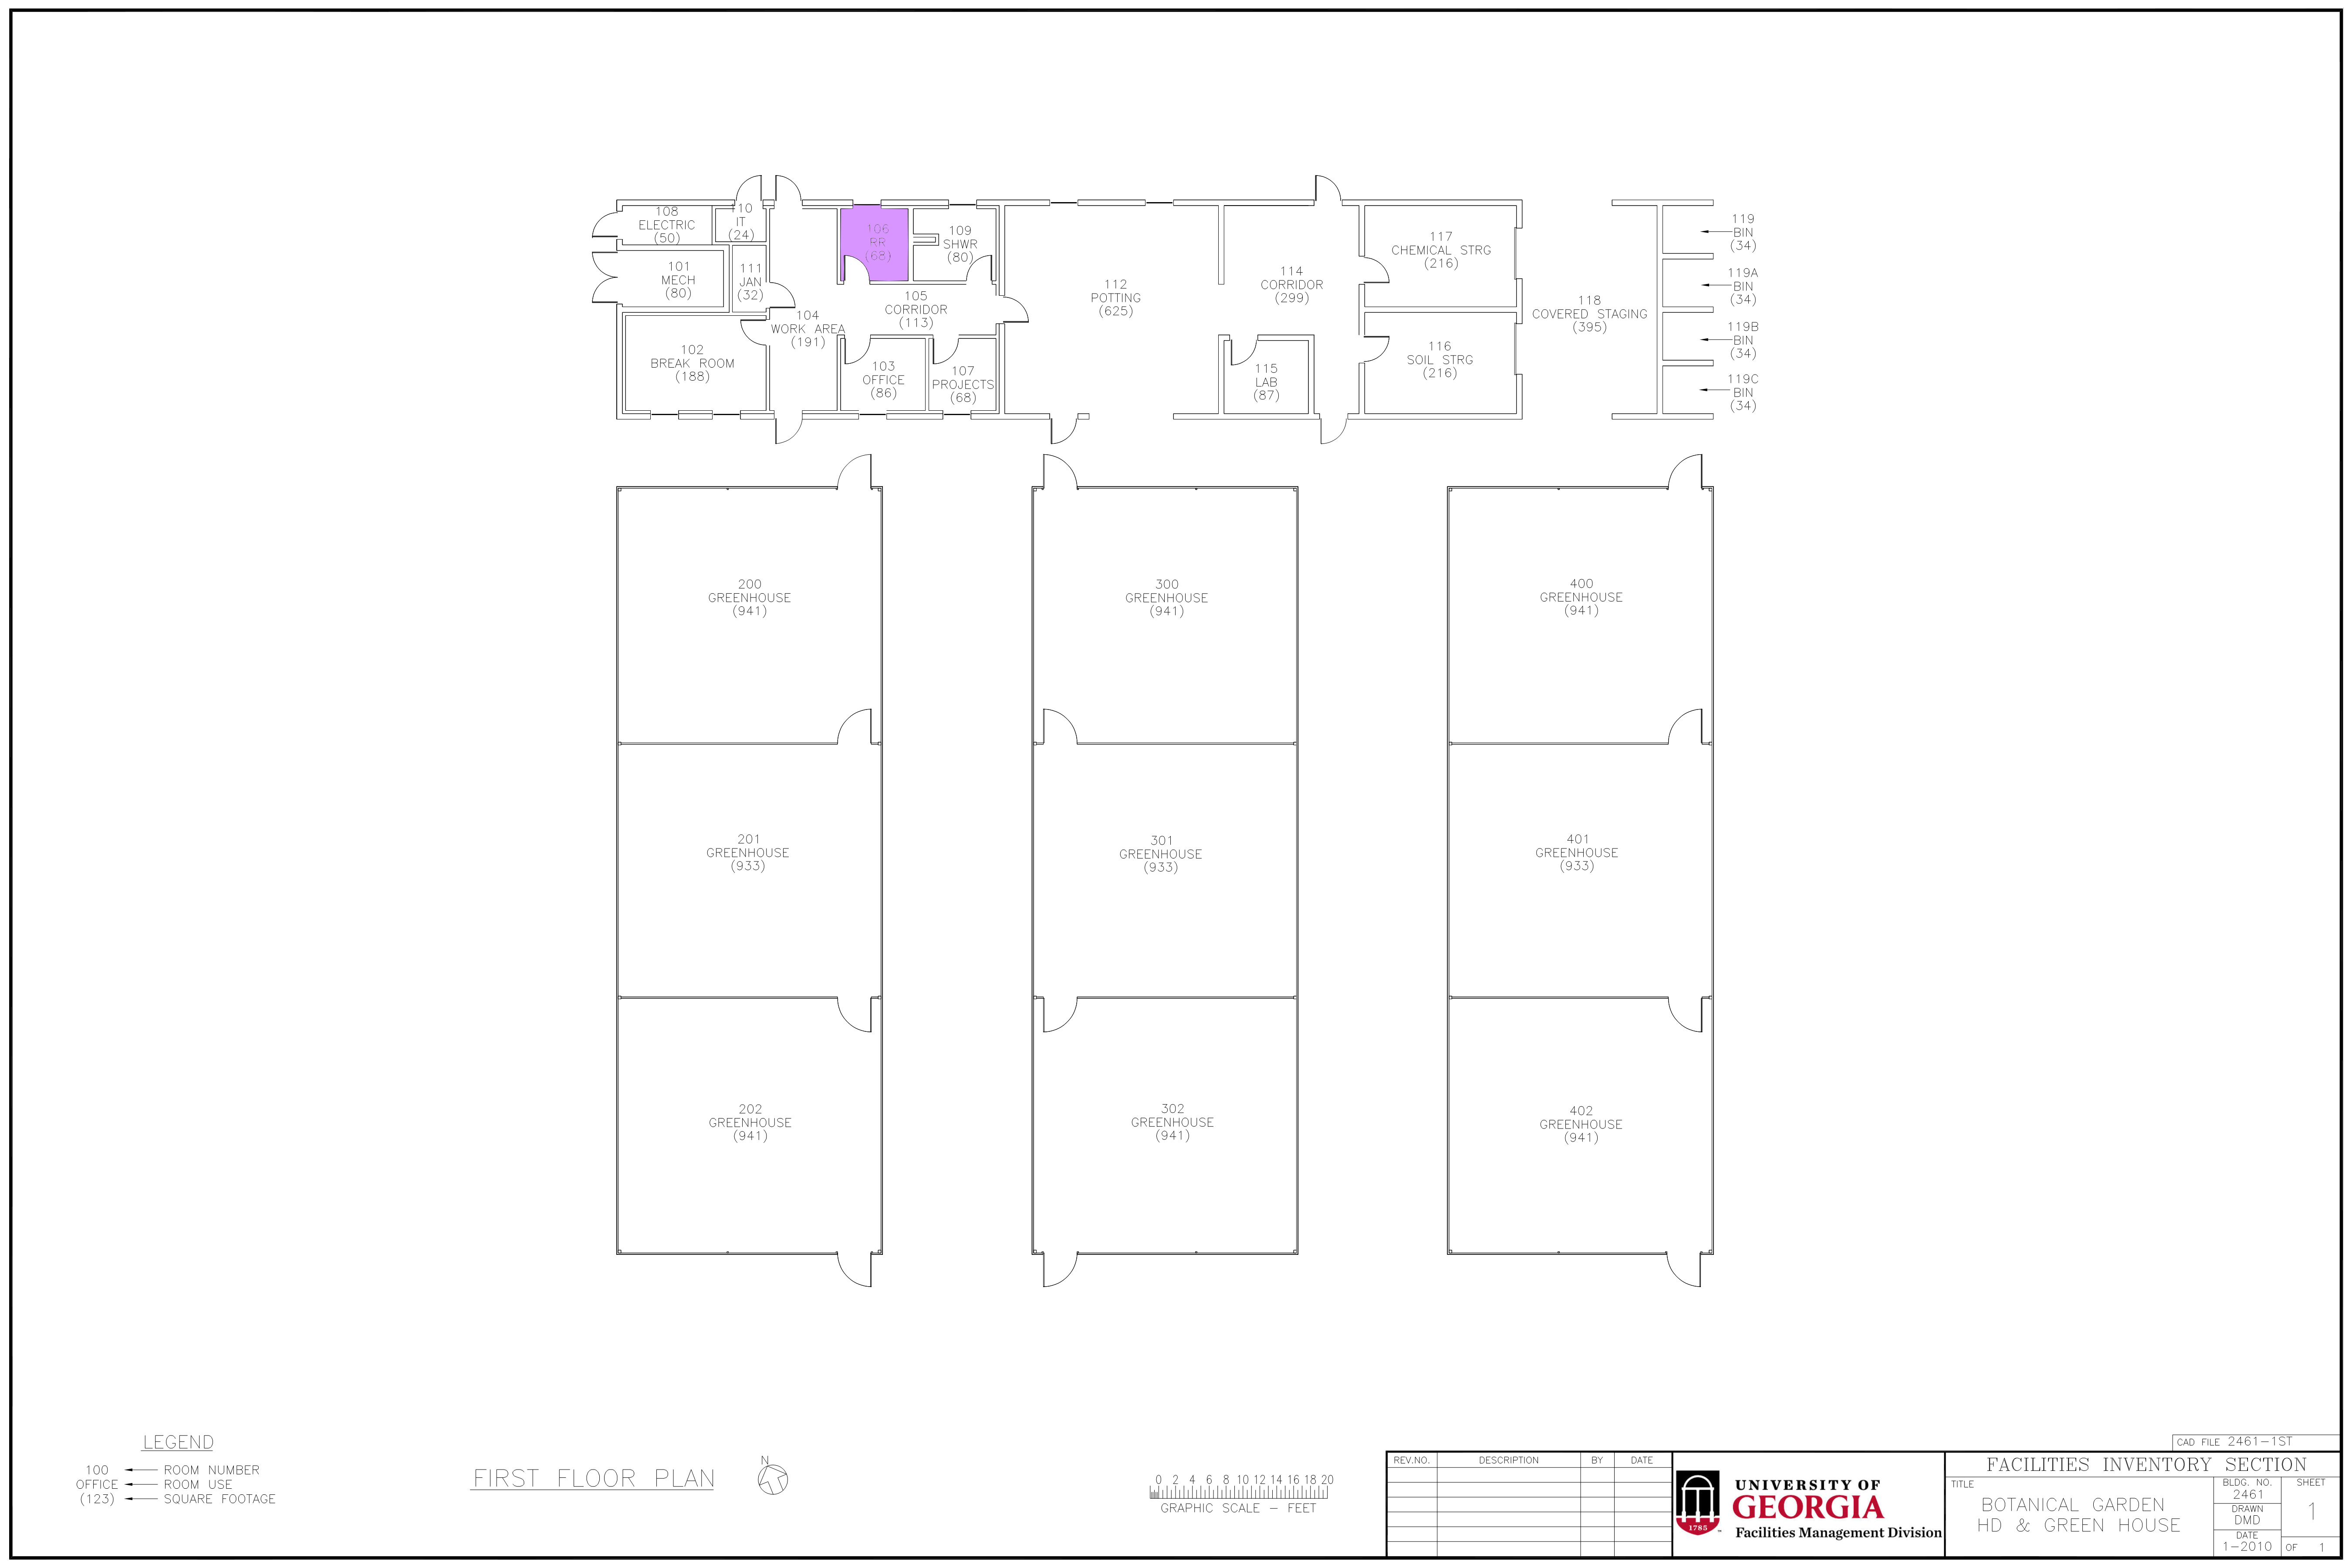 108
ELECTRIC
(50)
110
IT
(24)
101
MECH
(80)
111
JAN
(32)
102
BREAK ROOM
(188)
104
WORK AREA
(191)
106
RR
(68)
109
SHWR
(80)
105
CORRIDOR
(113)
103
OFFICE
(86)
107
PROJECTS
(68)
112
POTTING
(625)
114
CORRIDOR
(299)
115
LAB
(87)
117
CHEMICAL STRG
(216)
116
SOIL STRG
(216)
118
COVERED STAGING
(395)
119
BIN
(34)
119A
BIN
(34)
119B
BIN
(34)
119C
BIN
(34)
200
GREENHOUSE
(941)
300
GREENHOUSE
(941)
400
GREENHOUSE
(941)
201
GREENHOUSE
(933)
301
GREENHOUSE
(933)
401
GREENHOUSE
(933)
202
GREENHOUSE
(941)
302
GREENHOUSE
(941)
402
GREENHOUSE
(941)
LEGEND
100 ROOM NUMBER
OFFICE ROOM USE
(123) SQUARE FOOTAGE
FIRST FLOOR PLAN
N
0 2 4 6 8 10 12 14 16 18 20
GRAPHIC SCALE - FEET
REV.NO. DESCRIPTION BY DATE
1785
UNIVERSITY OF
GEORGIA
Facilities Management Division
CAD FILE 2461-1ST
FACILITIES INVENTORY SECTION
TITLE
BOTANICAL GARDEN
HD & GREEN HOUSE
BLDG. NO.
2461
DRAWN
DMD
DATE
1-2010
SHEET
1
OF 1